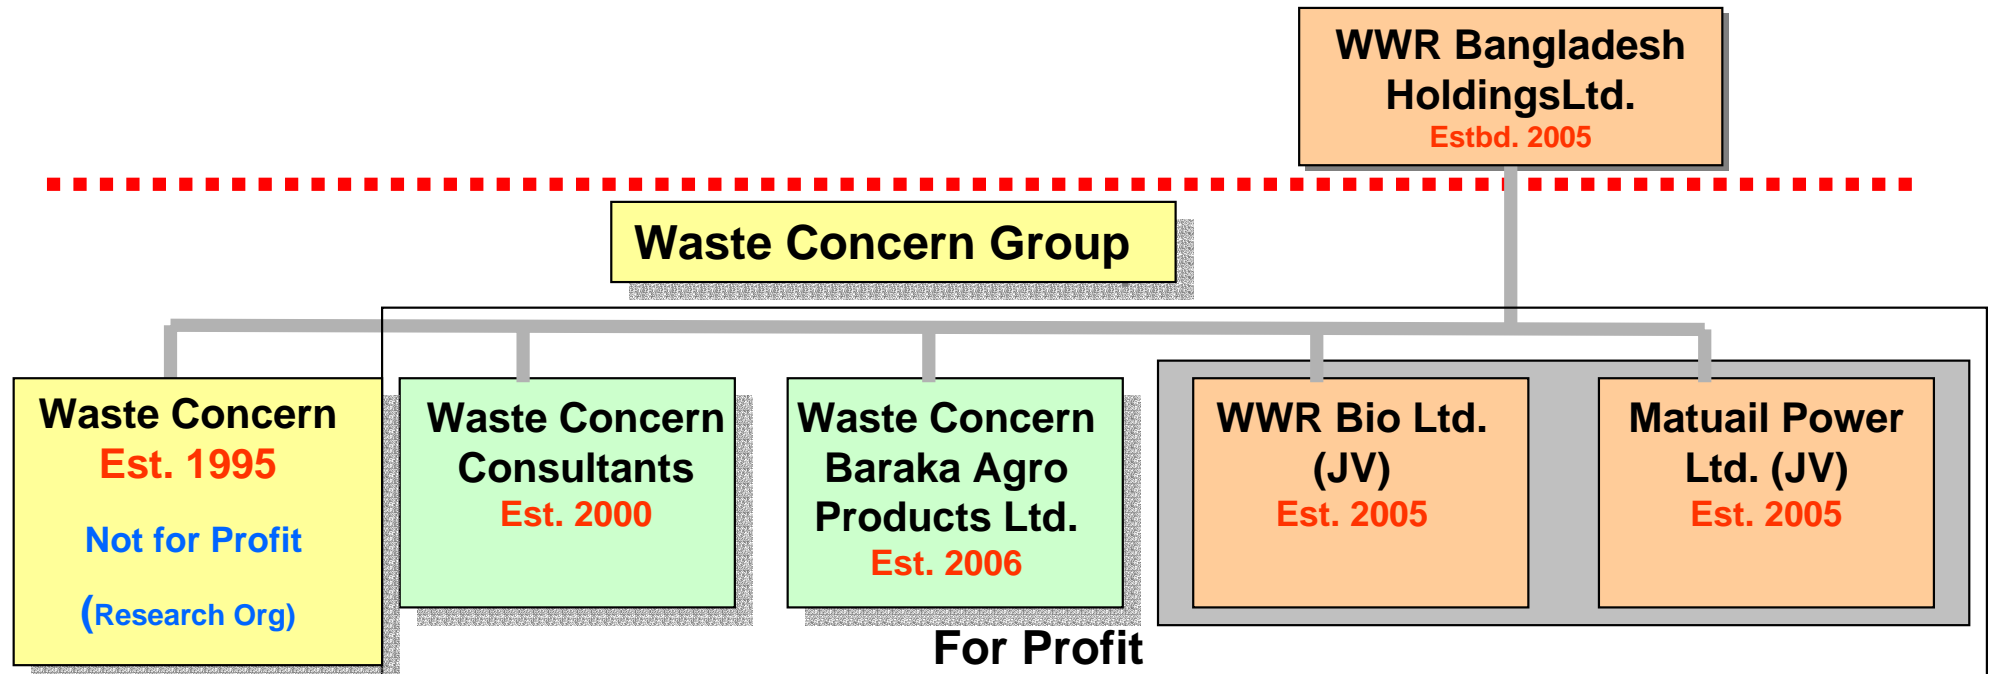 WWR Bangladesh
HoldingsLtd.
Estbd. 2005
Waste Concern Group
Waste Concern
Est. 1995
Not for Profit
(Research Org)
Waste Concern
Consultants
Est. 2000
Waste Concern
Baraka Agro
Products Ltd.
Est. 2006
WWR Bio Ltd.
(JV)
Est. 2005
Matuail Power
Ltd. (JV)
Est. 2005
For Profit